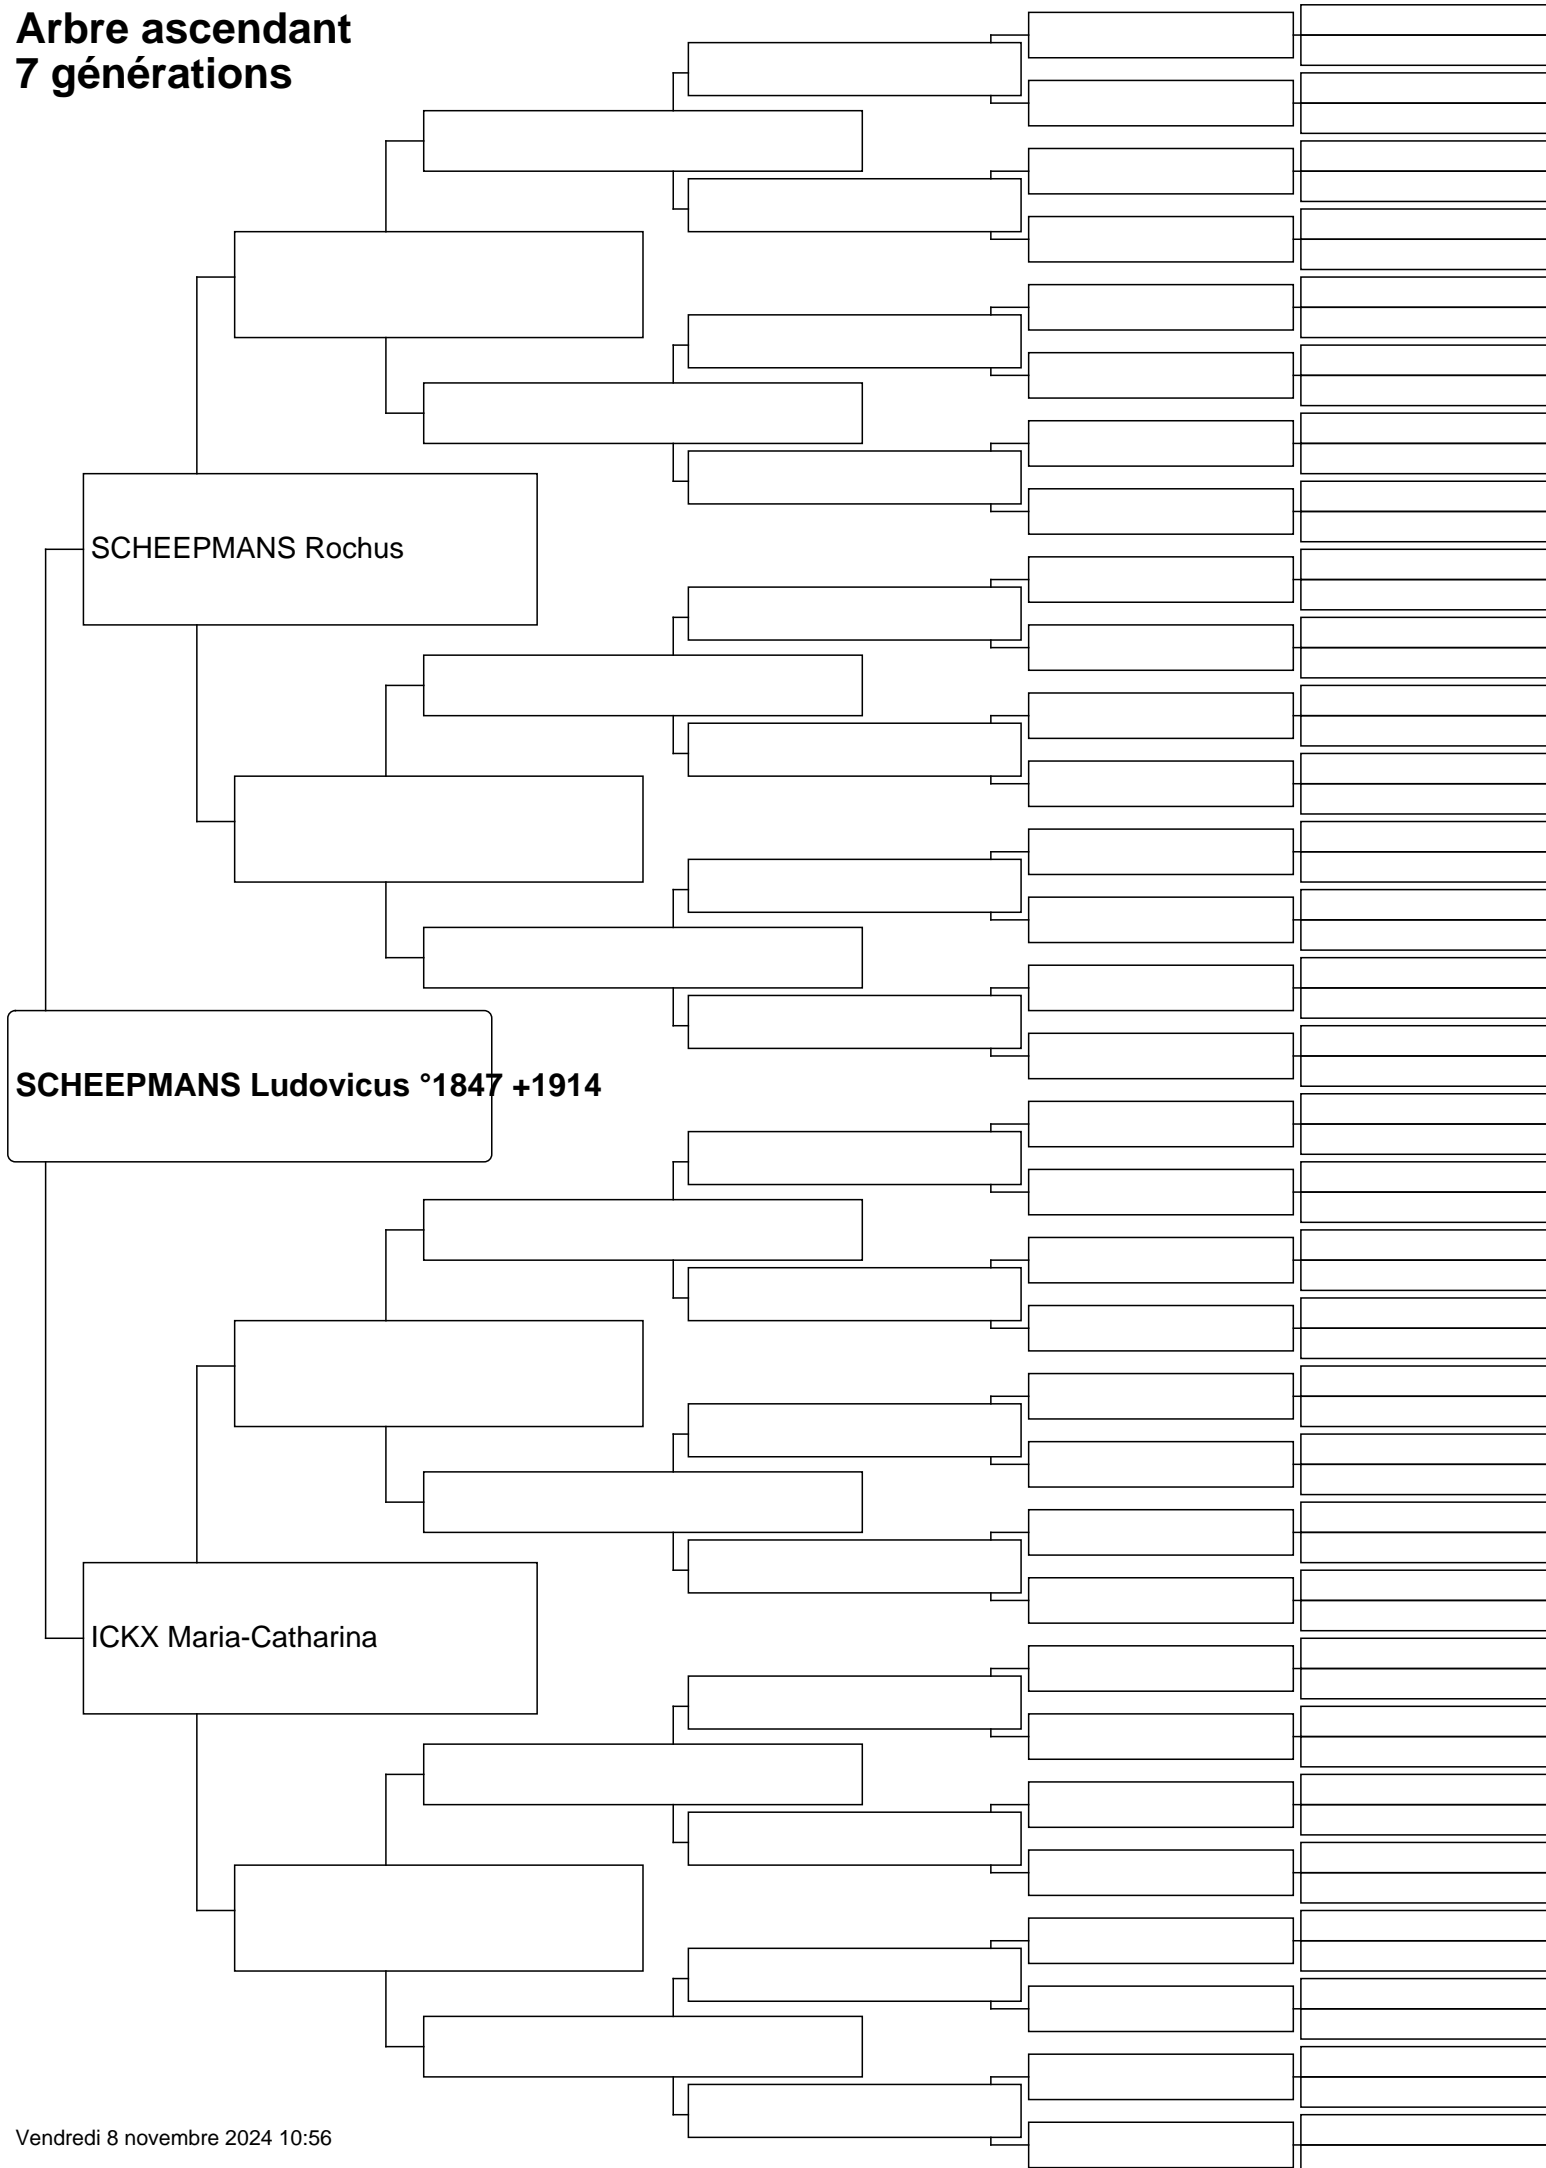 Arbre ascendant
7 générations
SCHEEPMANS Rochus
SCHEEPMANS Ludovicus °1847 +1914
ICKX Maria-Catharina
Vendredi 8 novembre 2024 10:56